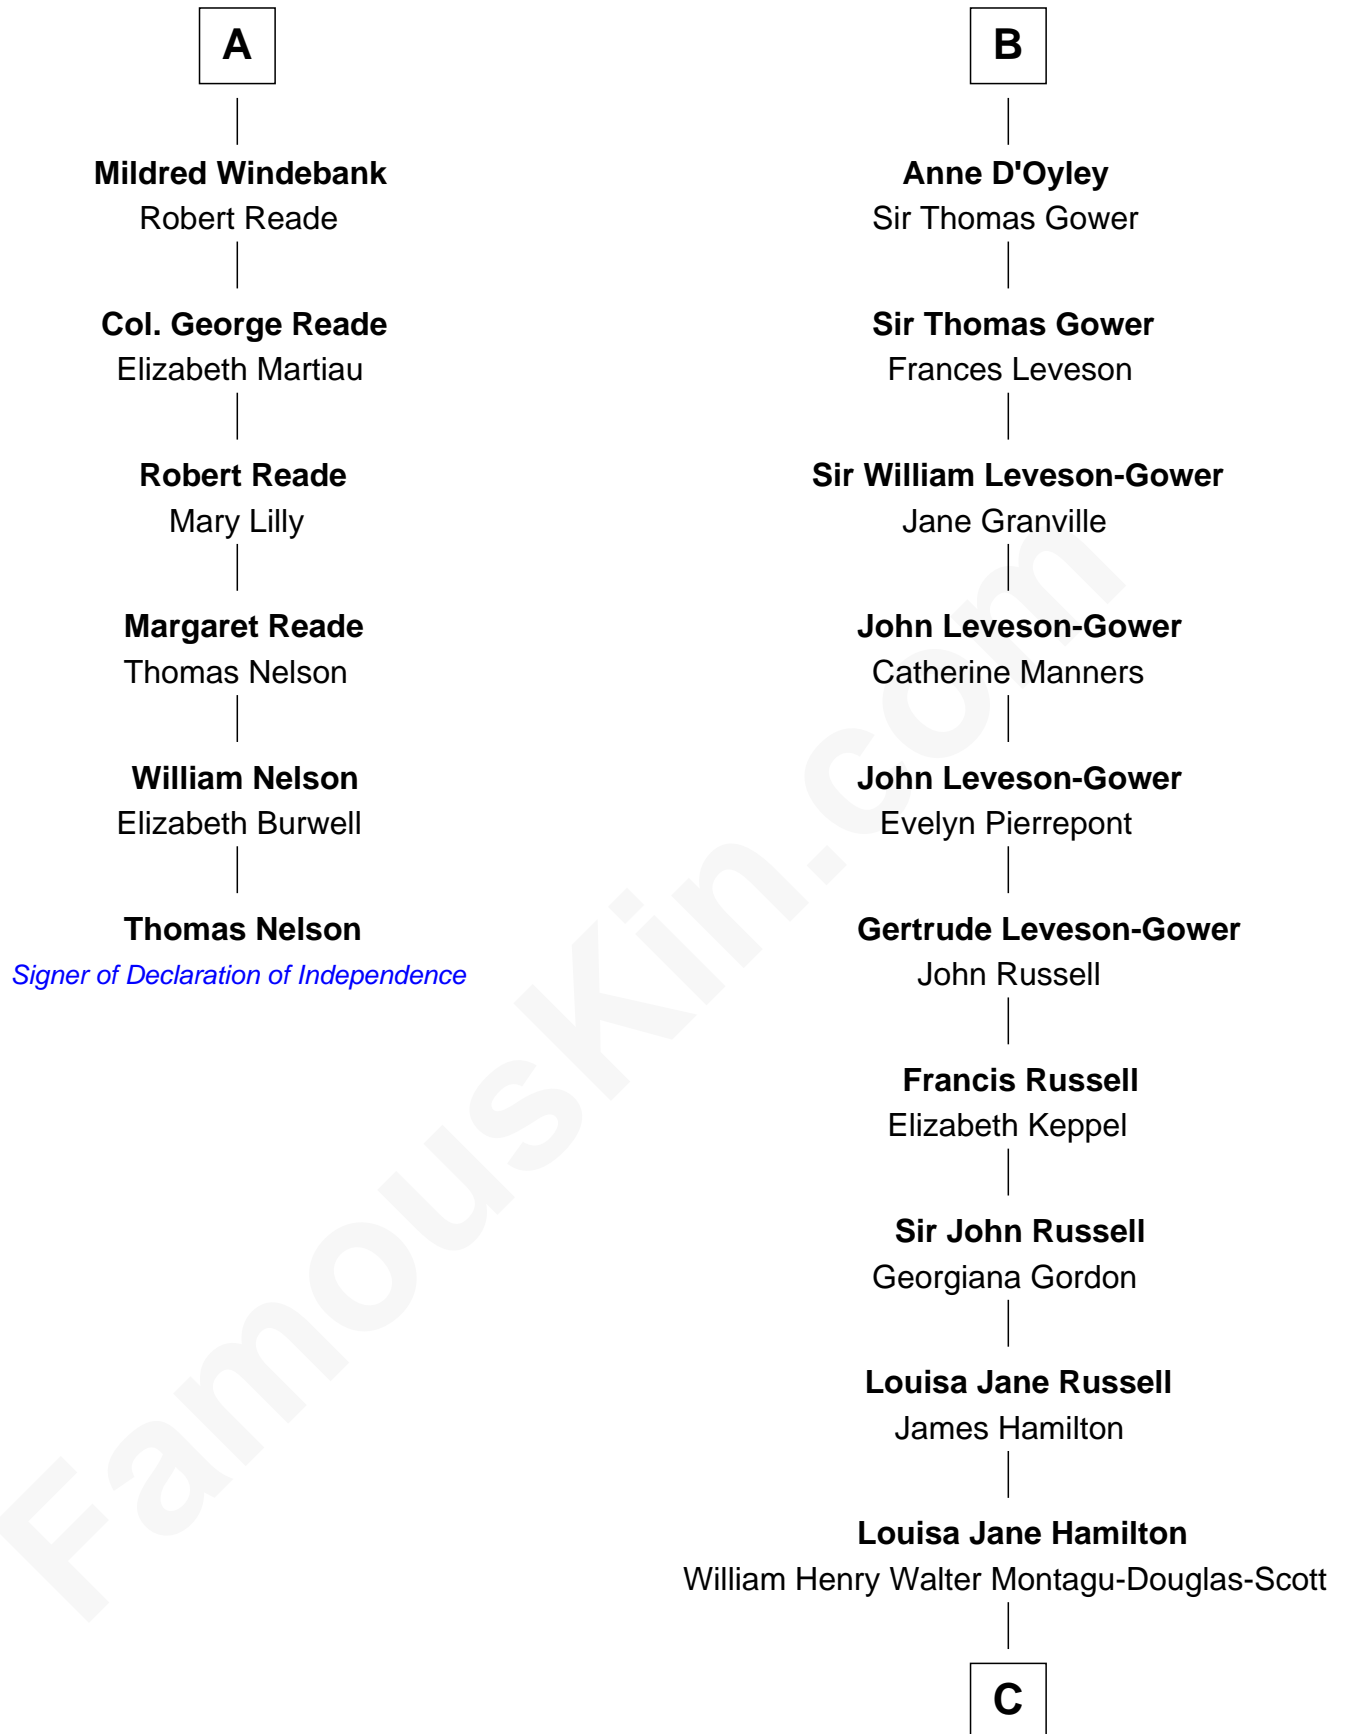 A
Mildred Windebank
Robert Reade
Col. George Reade
Elizabeth Martiau
Robert Reade
Mary Lilly
Margaret Reade
Thomas Nelson
William Nelson
Elizabeth Burwell
Thomas Nelson
Signer of Declaration of Independence
B
Anne D'Oyley
Sir Thomas Gower
Sir Thomas Gower
Frances Leveson
Sir William Leveson-Gower
Jane Granville
John Leveson-Gower
Catherine Manners
John Leveson-Gower
Evelyn Pierrepont
Gertrude Leveson-Gower
John Russell
Francis Russell
Elizabeth Keppel
Sir John Russell
Georgiana Gordon
Louisa Jane Russell
James Hamilton
Louisa Jane Hamilton
William Henry Walter Montagu-Douglas-Scott
C
FamousKin.com